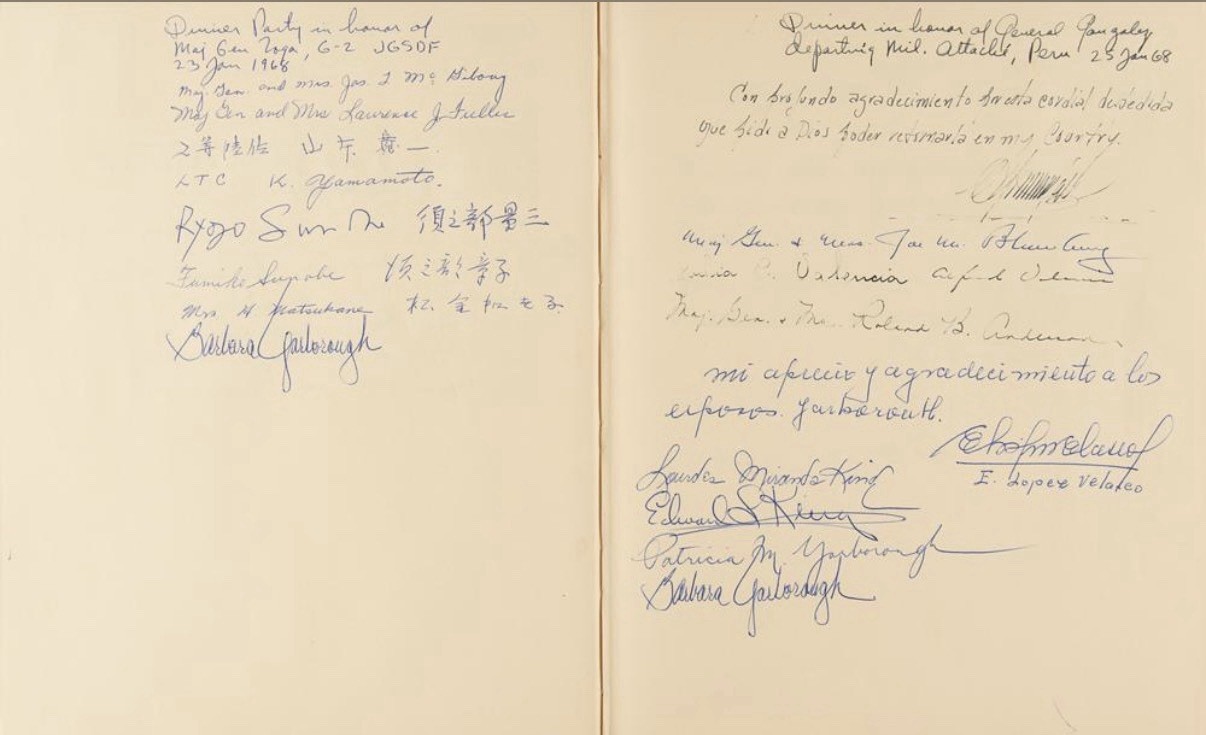 Dinner Party in honor of
Maj Gen Toga, G-2 JGSDF
23 Jan 1968
Maj. Gen. and Mrs. Jas. L Mc
Maj Gen and Mrs Laurence J Fuller
2等陸佐 山本 一
LTC K. Yamamoto.
Ryozo 須之部量三
Fumiko Sunobe 須之部章子
Mrs. Matsukane 松金
Barbara Yarborough
Dinner in honor of General Gonzalez
departing Mil. Attaché, Peru 25 Jan 68
Con profundo agradecimiento por esta cordial despedida
que pido a Dios poder retornarla en my Country.
Maj Gen. & Mrs.
Valencia
Maj. Gen. & Mrs. Roland B. Anderson
mi aprecio y agradecimiento a los
esposos. Yarborouth.
E. Lopez Velasco
Lourdes Miranda King
Edward L King
Patricia M. Yarborough
Barbara Yarborough